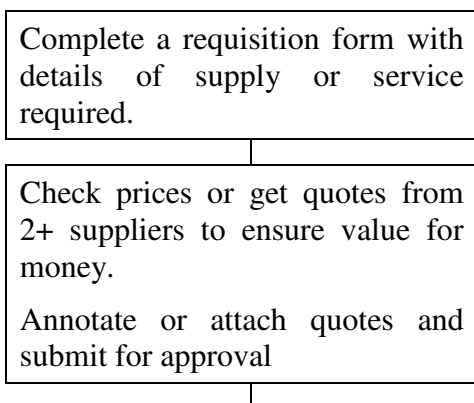 Complete a requisition form with
details of supply or service
required.
Check prices or get quotes from
2+ suppliers to ensure value for
money.
Annotate or attach quotes and
submit for approval